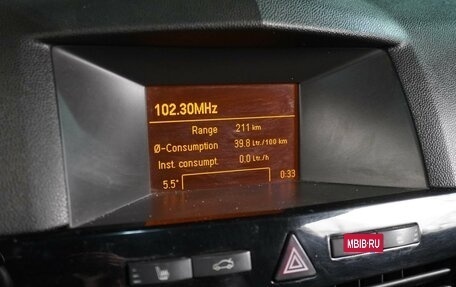 102.30MHz
Range 211 km
Ø-Consumption 39.8 Ltr./100 km
Inst. consumpt. 0.0 Ltr./h
5.5° 0:33
MBIB.RU